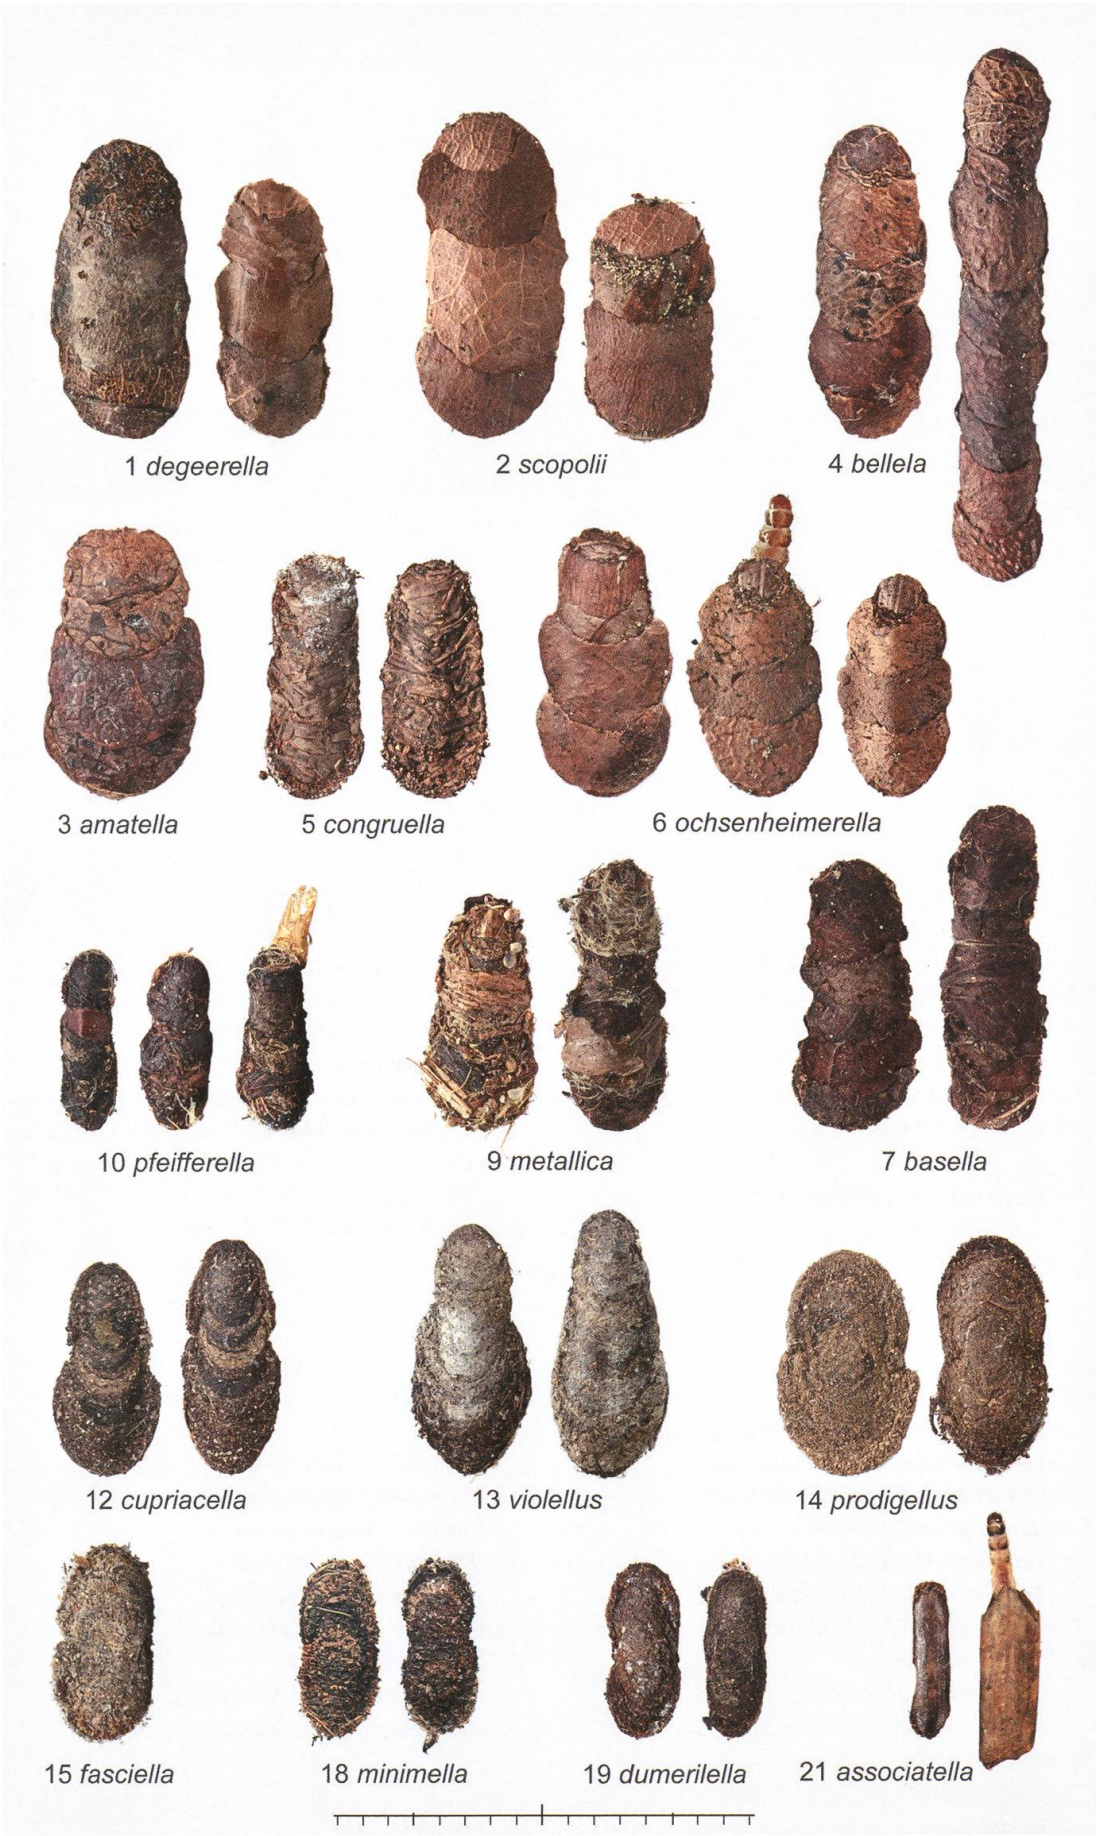 1 degeerella
2 scopolii
4 bellela
3 amatella
5 congruella
6 ochsenheimerella
10 pfeifferella
9 metallica
7 basella
12 cupriacella
13 violellus
14 prodigellus
15 fasciella
18 minimella
19 dumerilella
21 associatella